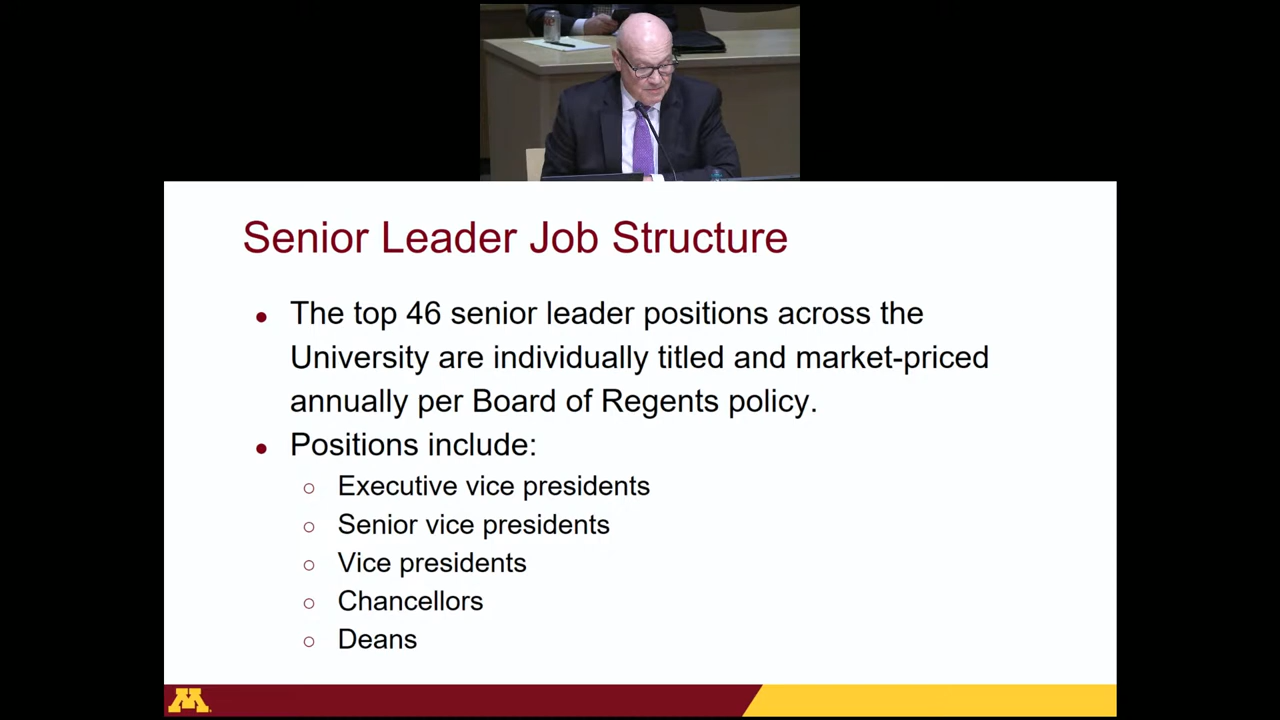 Senior Leader Job Structure
• The top 46 senior leader positions across the
University are individually titled and market-priced
annually per Board of Regents policy.
• Positions include:
○ Executive vice presidents
○ Senior vice presidents
○ Vice presidents
○ Chancellors
○ Deans
M